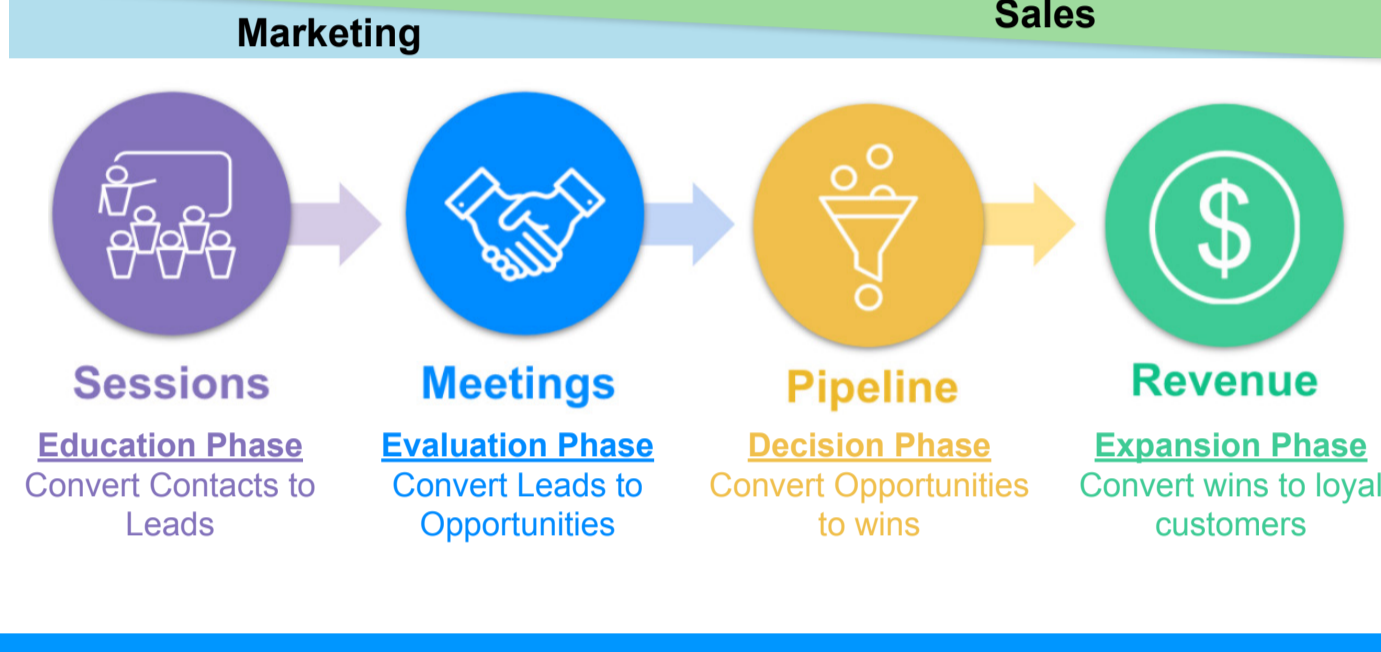 Sales
Marketing
$
Sessions
Meetings
Pipeline
Revenue
Education Phase
Convert Contacts to
Leads
Evaluation Phase
Convert Leads to
Opportunities
Decision Phase
Convert Opportunities
to wins
Expansion Phase
Convert wins to loyal
customers